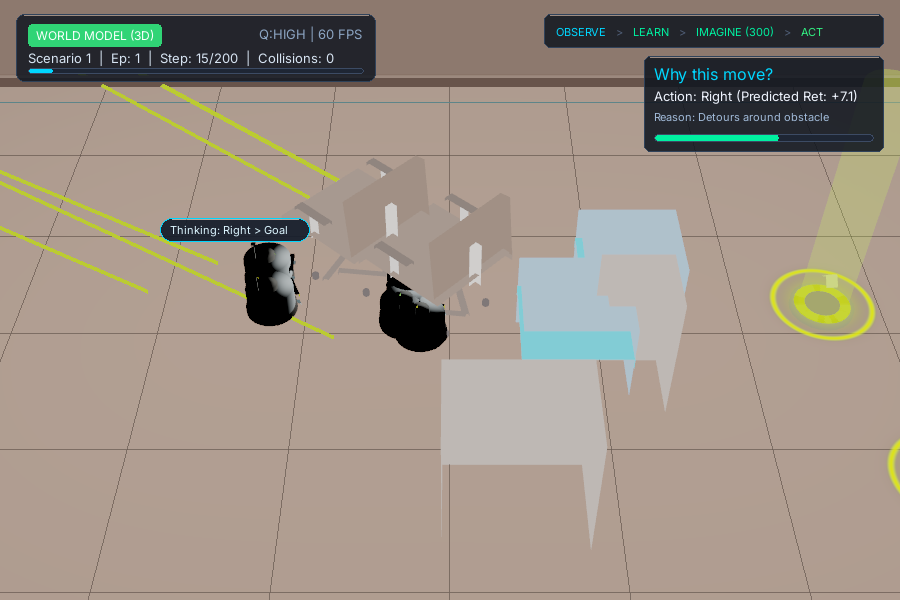 WORLD MODEL (3D)
Q:HIGH | 60 FPS
Scenario 1 | Ep: 1 | Step: 15/200 | Collisions: 0
OBSERVE > LEARN > IMAGINE (300) > ACT
Why this move?
Action: Right (Predicted Ret: +7.1)
Reason: Detours around obstacle
Thinking: Right > Goal